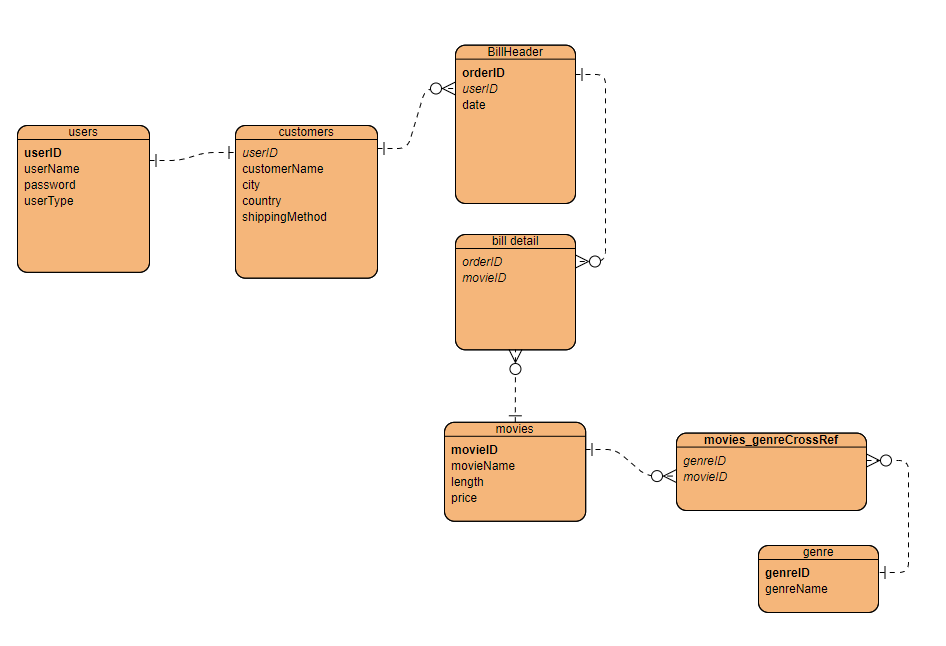 users
userID
userName
password
userType
customers
userID
customerName
city
country
shippingMethod
BillHeader
orderID
userID
date
bill detail
orderID
movieID
movies
movieID
movieName
length
price
movies_genreCrossRef
genreID
movieID
genre
genreID
genreName